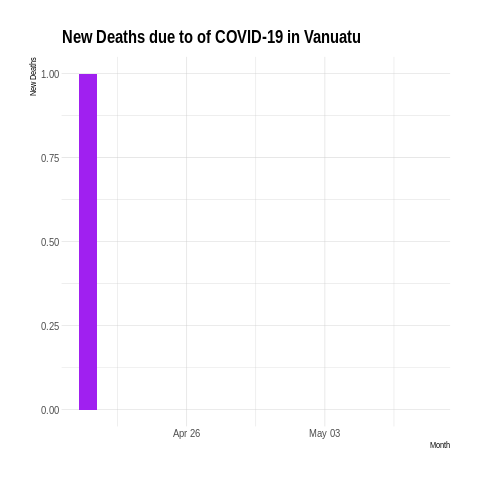 New Deaths due to of COVID-19 in Vanuatu
New Deaths
1.00
0.75
0.50
0.25
0.00
Apr 26 May 03
Month